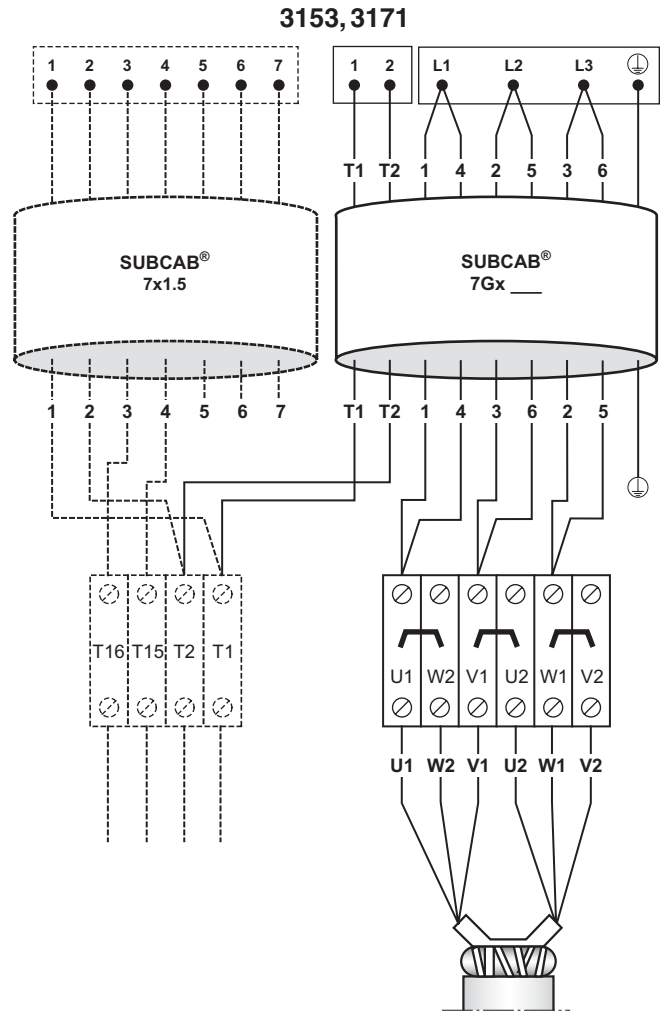 3153, 3171
1 2 3 4 5 6 7 1 2 L1 L2 L3
T1 T2 1 4 2 5 3 6
SUBCAB®
7x1.5
SUBCAB®
7Gx ___
1 2 3 4 5 6 7 T1 T2 1 4 3 6 2 5
T16 T15 T2 T1
U1 W2 V1 U2 W1 V2
U1 W2 V1 U2 W1 V2